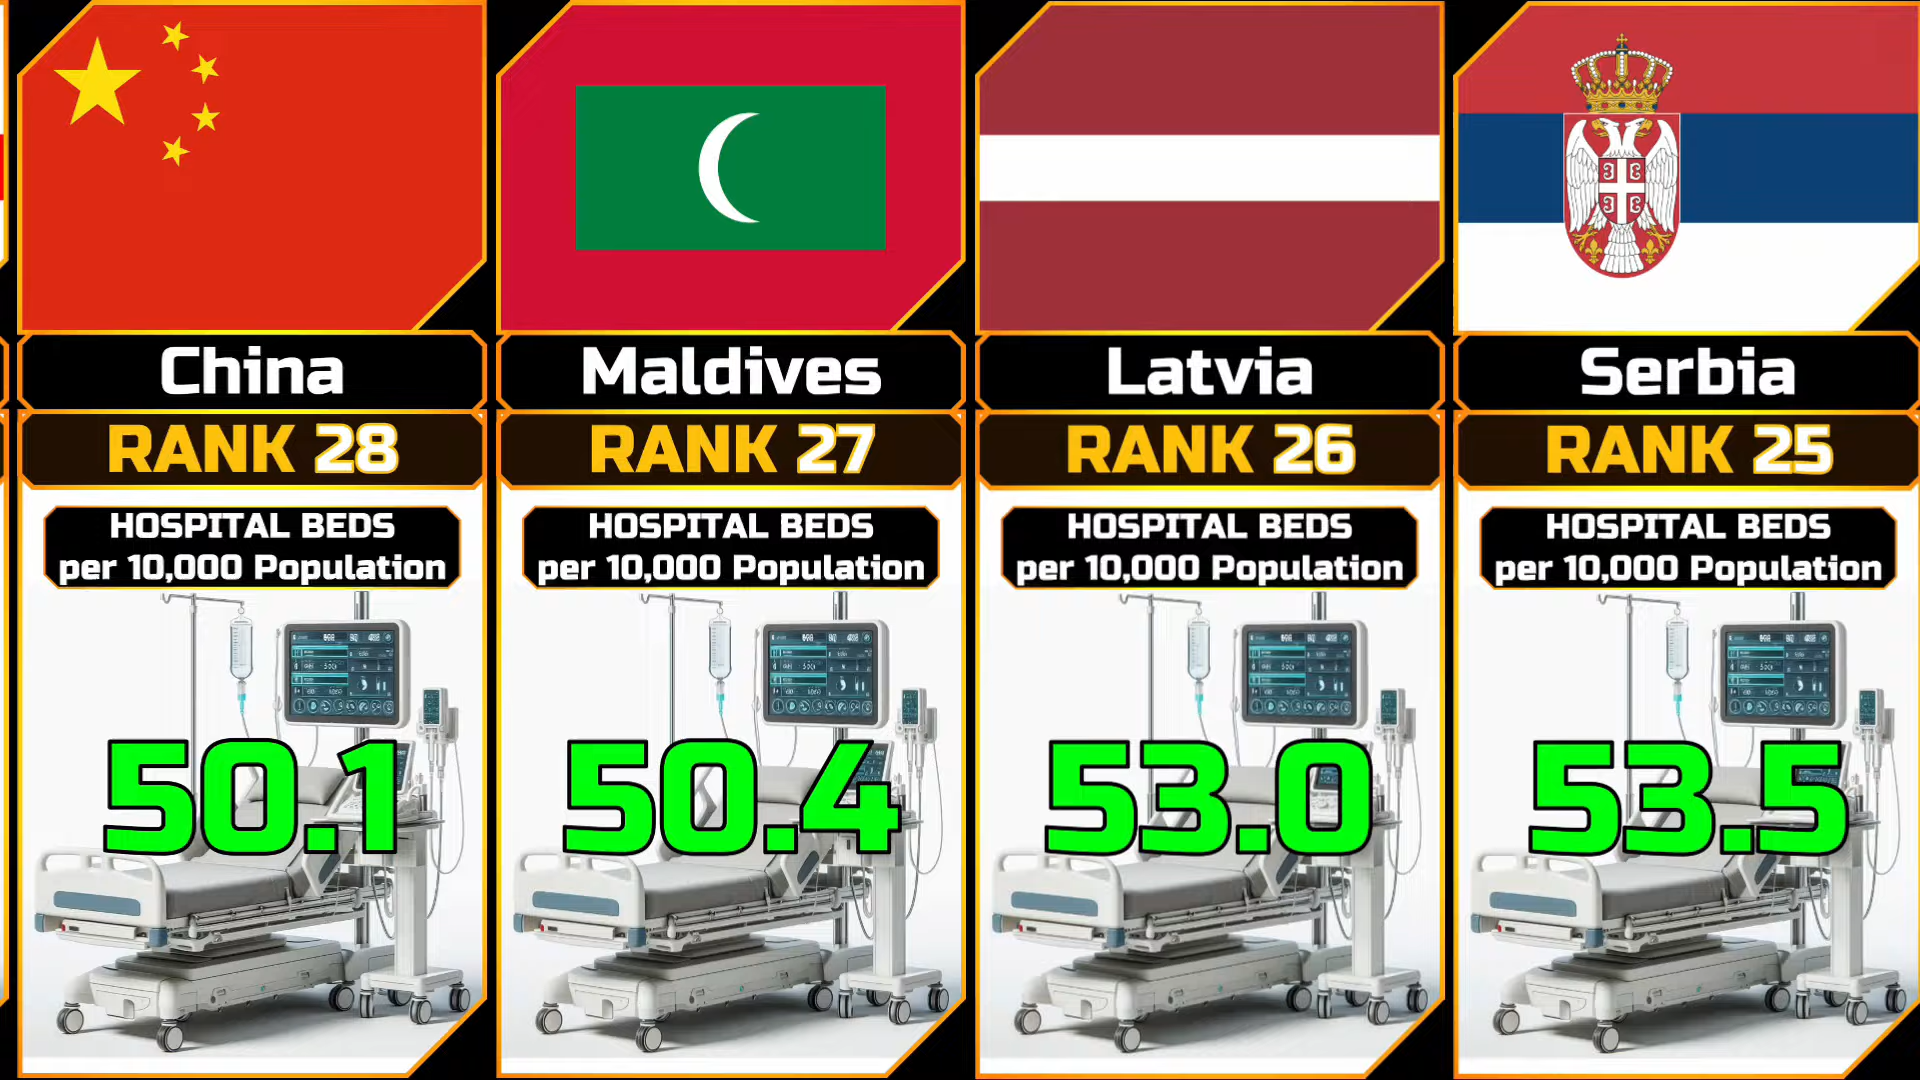 China
RANK 28
HOSPITAL BEDS
per 10,000 Population
50.1
Maldives
RANK 27
HOSPITAL BEDS
per 10,000 Population
50.4
Latvia
RANK 26
HOSPITAL BEDS
per 10,000 Population
53.0
Serbia
RANK 25
HOSPITAL BEDS
per 10,000 Population
53.5